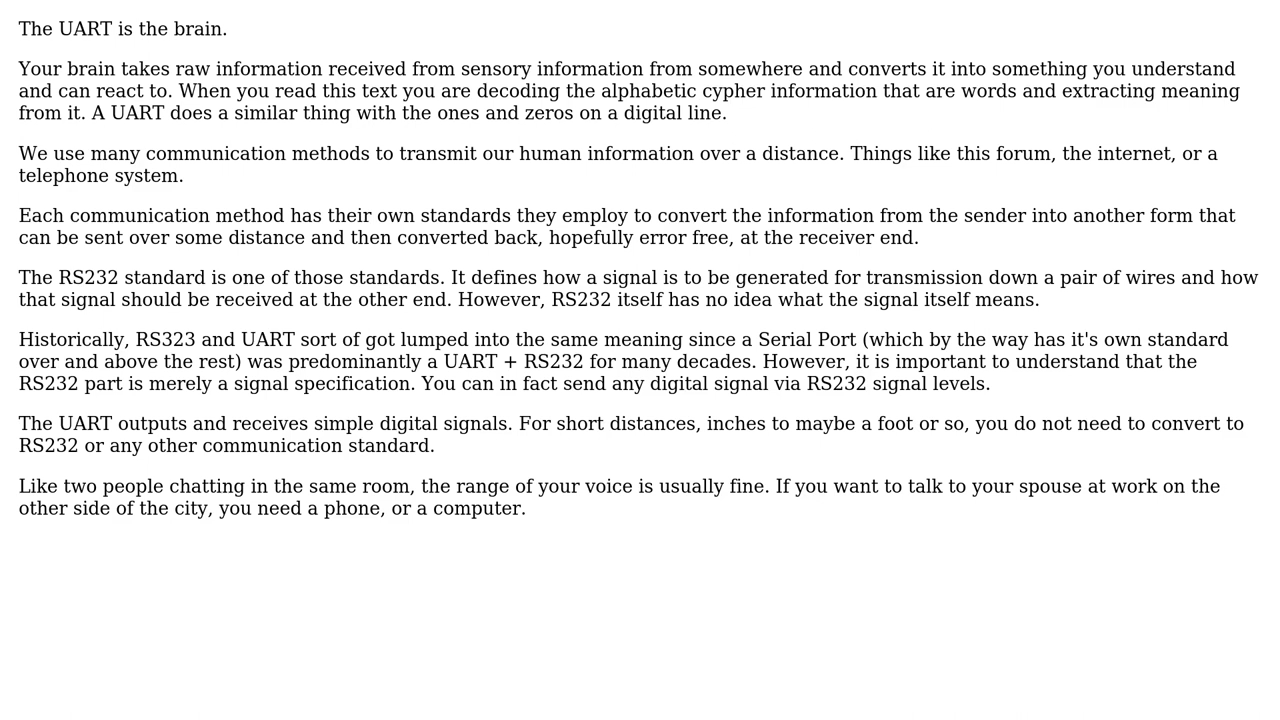 The UART is the brain.
Your brain takes raw information received from sensory information from somewhere and converts it into something you understand
and can react to. When you read this text you are decoding the alphabetic cypher information that are words and extracting meaning
from it. A UART does a similar thing with the ones and zeros on a digital line.
We use many communication methods to transmit our human information over a distance. Things like this forum, the internet, or a
telephone system.
Each communication method has their own standards they employ to convert the information from the sender into another form that
can be sent over some distance and then converted back, hopefully error free, at the receiver end.
The RS232 standard is one of those standards. It defines how a signal is to be generated for transmission down a pair of wires and how
that signal should be received at the other end. However, RS232 itself has no idea what the signal itself means.
Historically, RS323 and UART sort of got lumped into the same meaning since a Serial Port (which by the way has it's own standard
over and above the rest) was predominantly a UART + RS232 for many decades. However, it is important to understand that the
RS232 part is merely a signal specification. You can in fact send any digital signal via RS232 signal levels.
The UART outputs and receives simple digital signals. For short distances, inches to maybe a foot or so, you do not need to convert to
RS232 or any other communication standard.
Like two people chatting in the same room, the range of your voice is usually fine. If you want to talk to your spouse at work on the
other side of the city, you need a phone, or a computer.